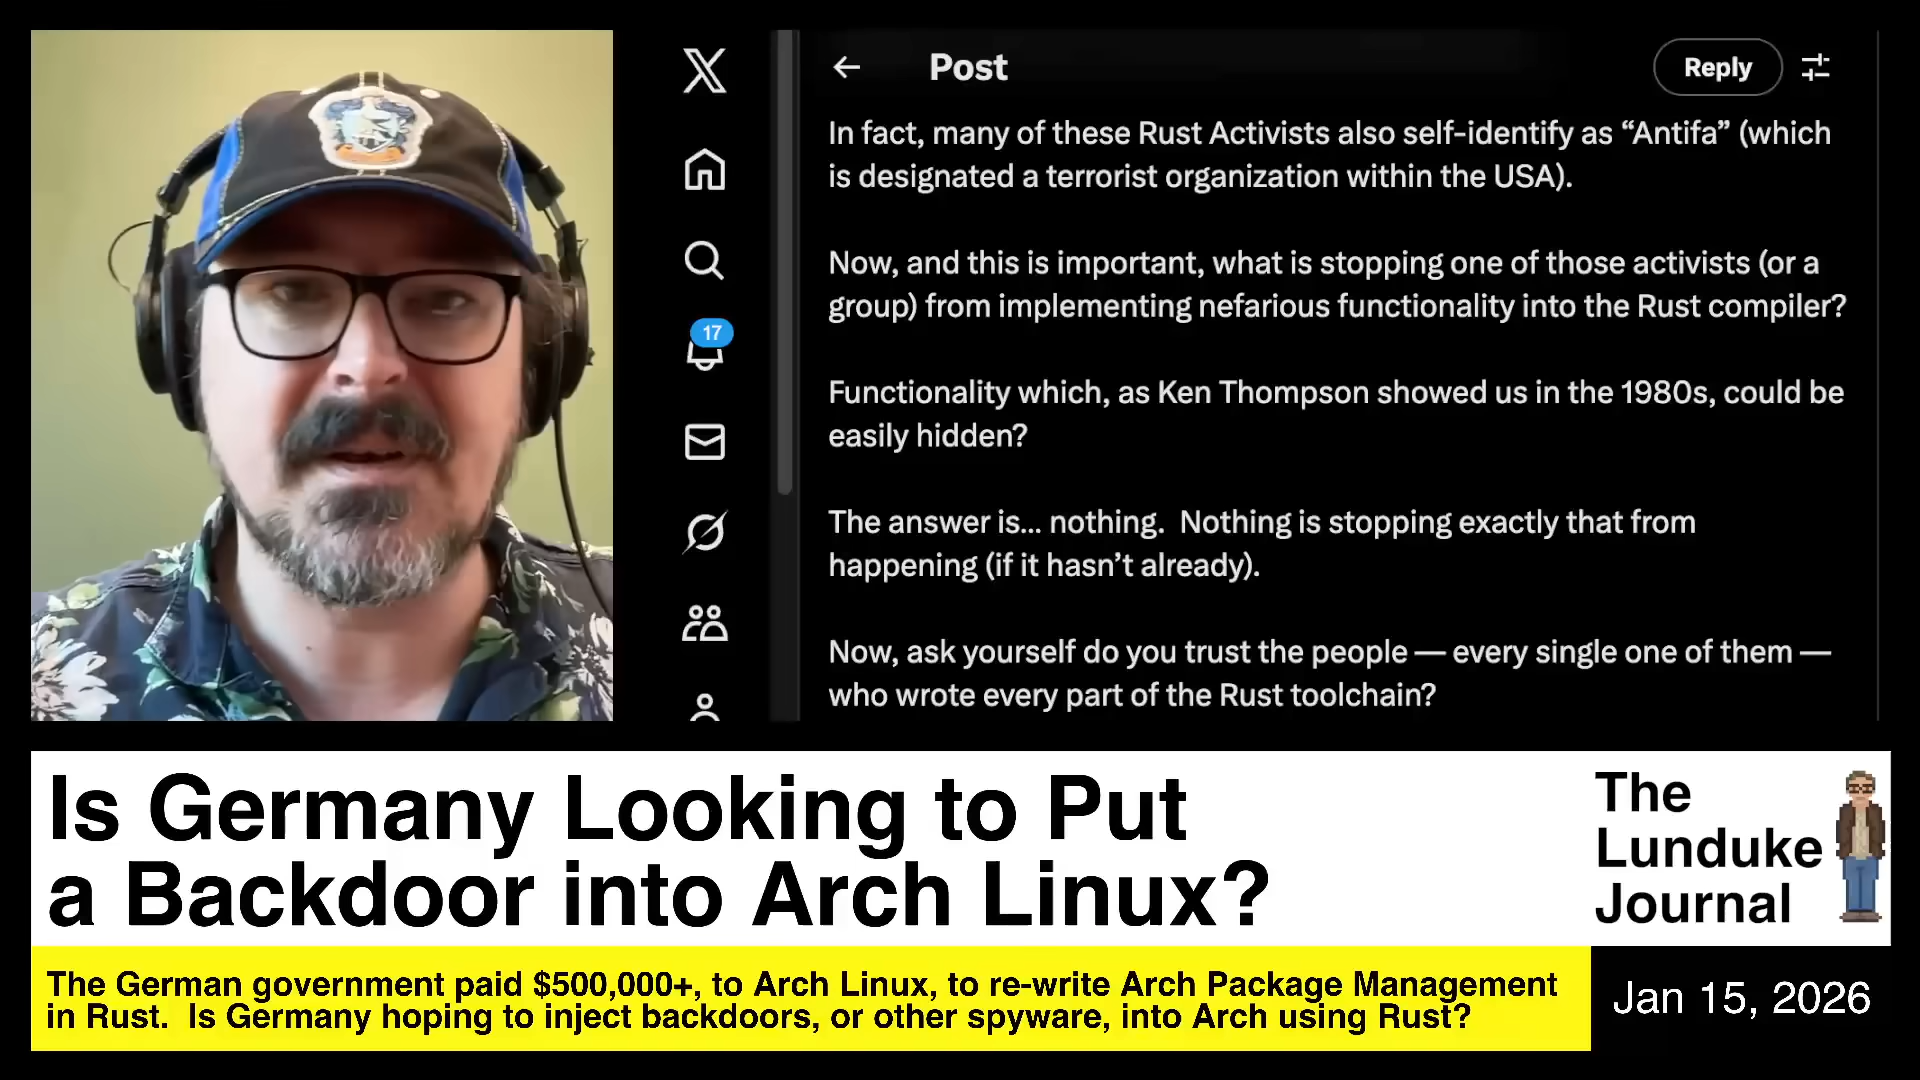 Post
Reply
In fact, many of these Rust Activists also self-identify as “Antifa” (which
is designated a terrorist organization within the USA).
Now, and this is important, what is stopping one of those activists (or a
group) from implementing nefarious functionality into the Rust compiler?
17
Functionality which, as Ken Thompson showed us in the 1980s, could be
easily hidden?
The answer is... nothing.  Nothing is stopping exactly that from
happening (if it hasn’t already).
Now, ask yourself do you trust the people — every single one of them —
who wrote every part of the Rust toolchain?
Is Germany Looking to Put
a Backdoor into Arch Linux?
The
Lunduke
Journal
The German government paid $500,000+, to Arch Linux, to re-write Arch Package Management
in Rust.  Is Germany hoping to inject backdoors, or other spyware, into Arch using Rust?
Jan 15, 2026